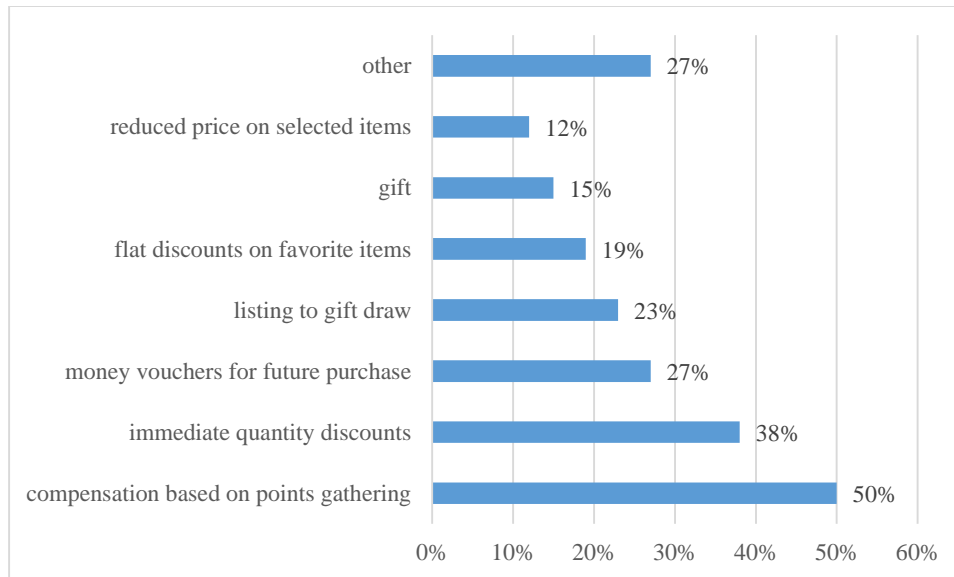 other
27%
reduced price on selected items
12%
gift
15%
flat discounts on favorite items
19%
listing to gift draw
23%
money vouchers for future purchase
27%
immediate quantity discounts
38%
compensation based on points gathering
50%
0% 10% 20% 30% 40% 50% 60%